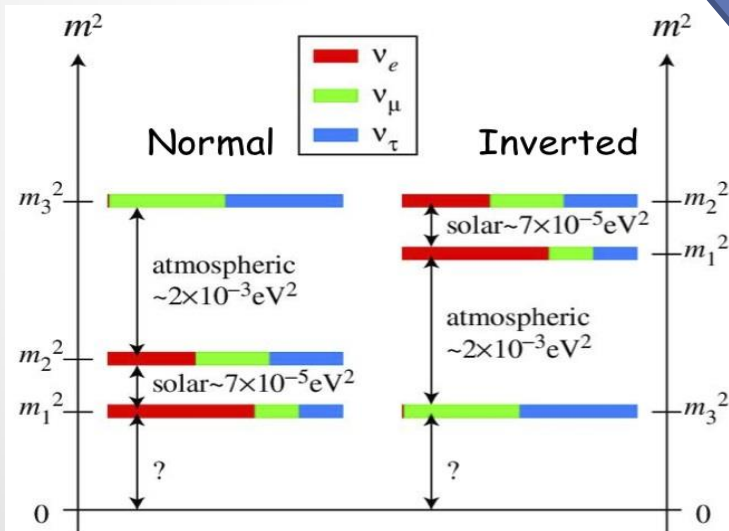 m²
m²
νe
νμ
ντ
Normal
Inverted
m₃²
m₂²
solar~7×10⁻⁵eV²
m₁²
atmospheric
~2×10⁻³eV²
atmospheric
~2×10⁻³eV²
m₂²
solar~7×10⁻⁵eV²
m₁²
m₃²
?
?
0
0